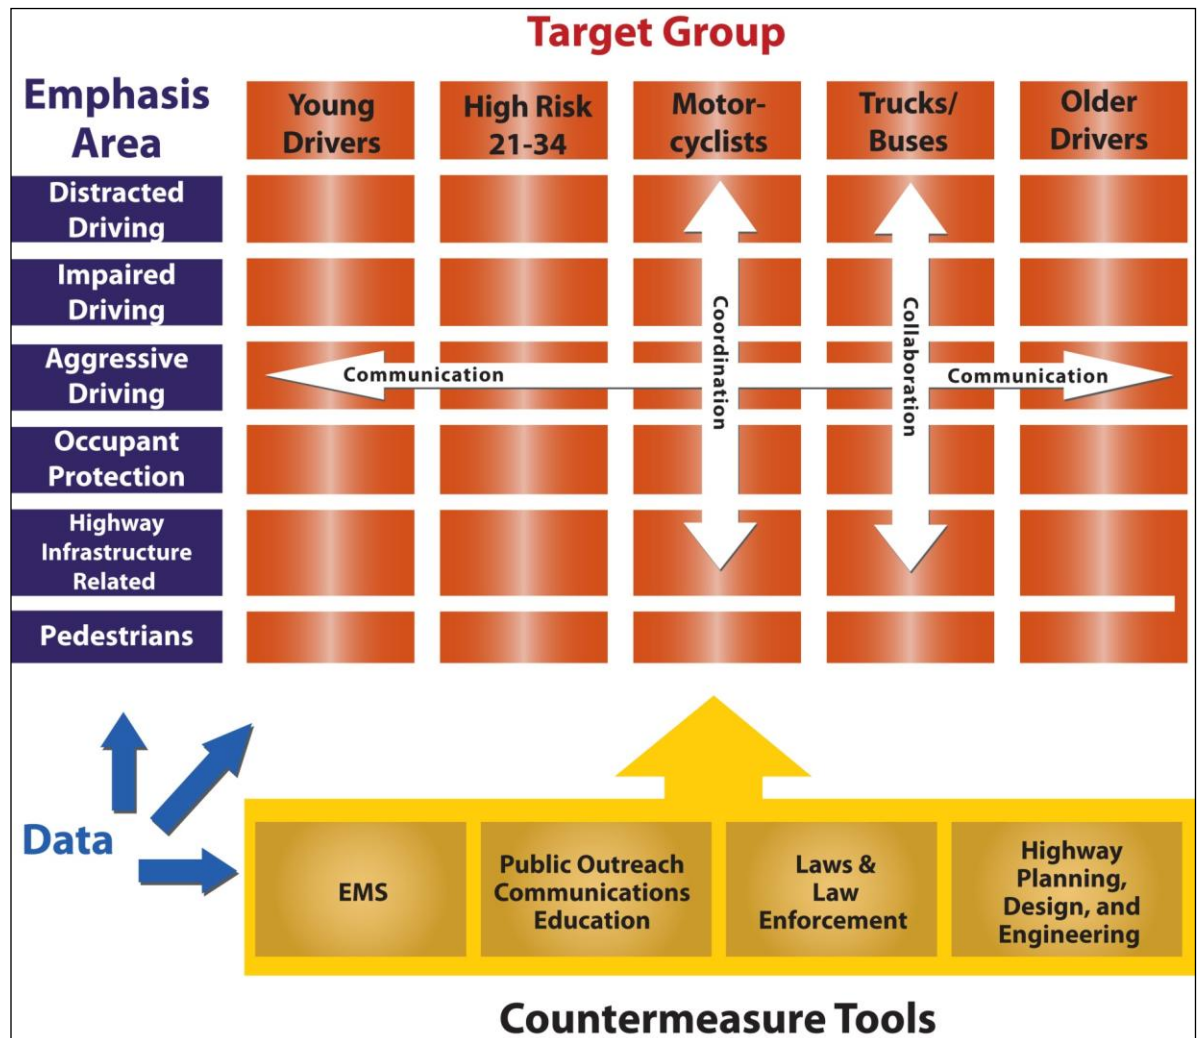 Target Group
Emphasis
Area
Young
Drivers
High Risk
21-34
Motor-
cyclists
Trucks/
Buses
Older
Drivers
Distracted
Driving
Impaired
Driving
Aggressive
Driving
Occupant
Protection
Highway
Infrastructure
Related
Pedestrians
Communication
Coordination
Collaboration
Communication
Data
EMS
Public Outreach
Communications
Education
Laws &
Law
Enforcement
Highway
Planning,
Design, and
Engineering
Countermeasure Tools